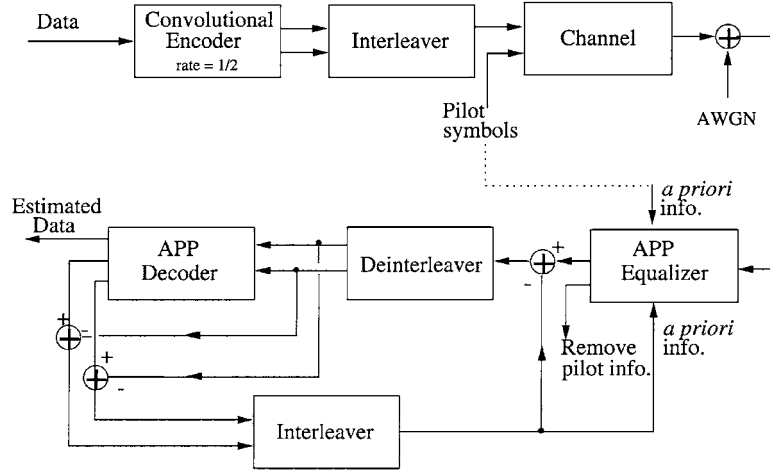 Data
Convolutional
Encoder
rate = 1/2
Interleaver
Channel
AWGN
Pilot
symbols
a priori
info.
Estimated
Data
APP
Decoder
Deinterleaver
+
-
APP
Equalizer
Remove
pilot info.
a priori
info.
+
-
+
-
Interleaver